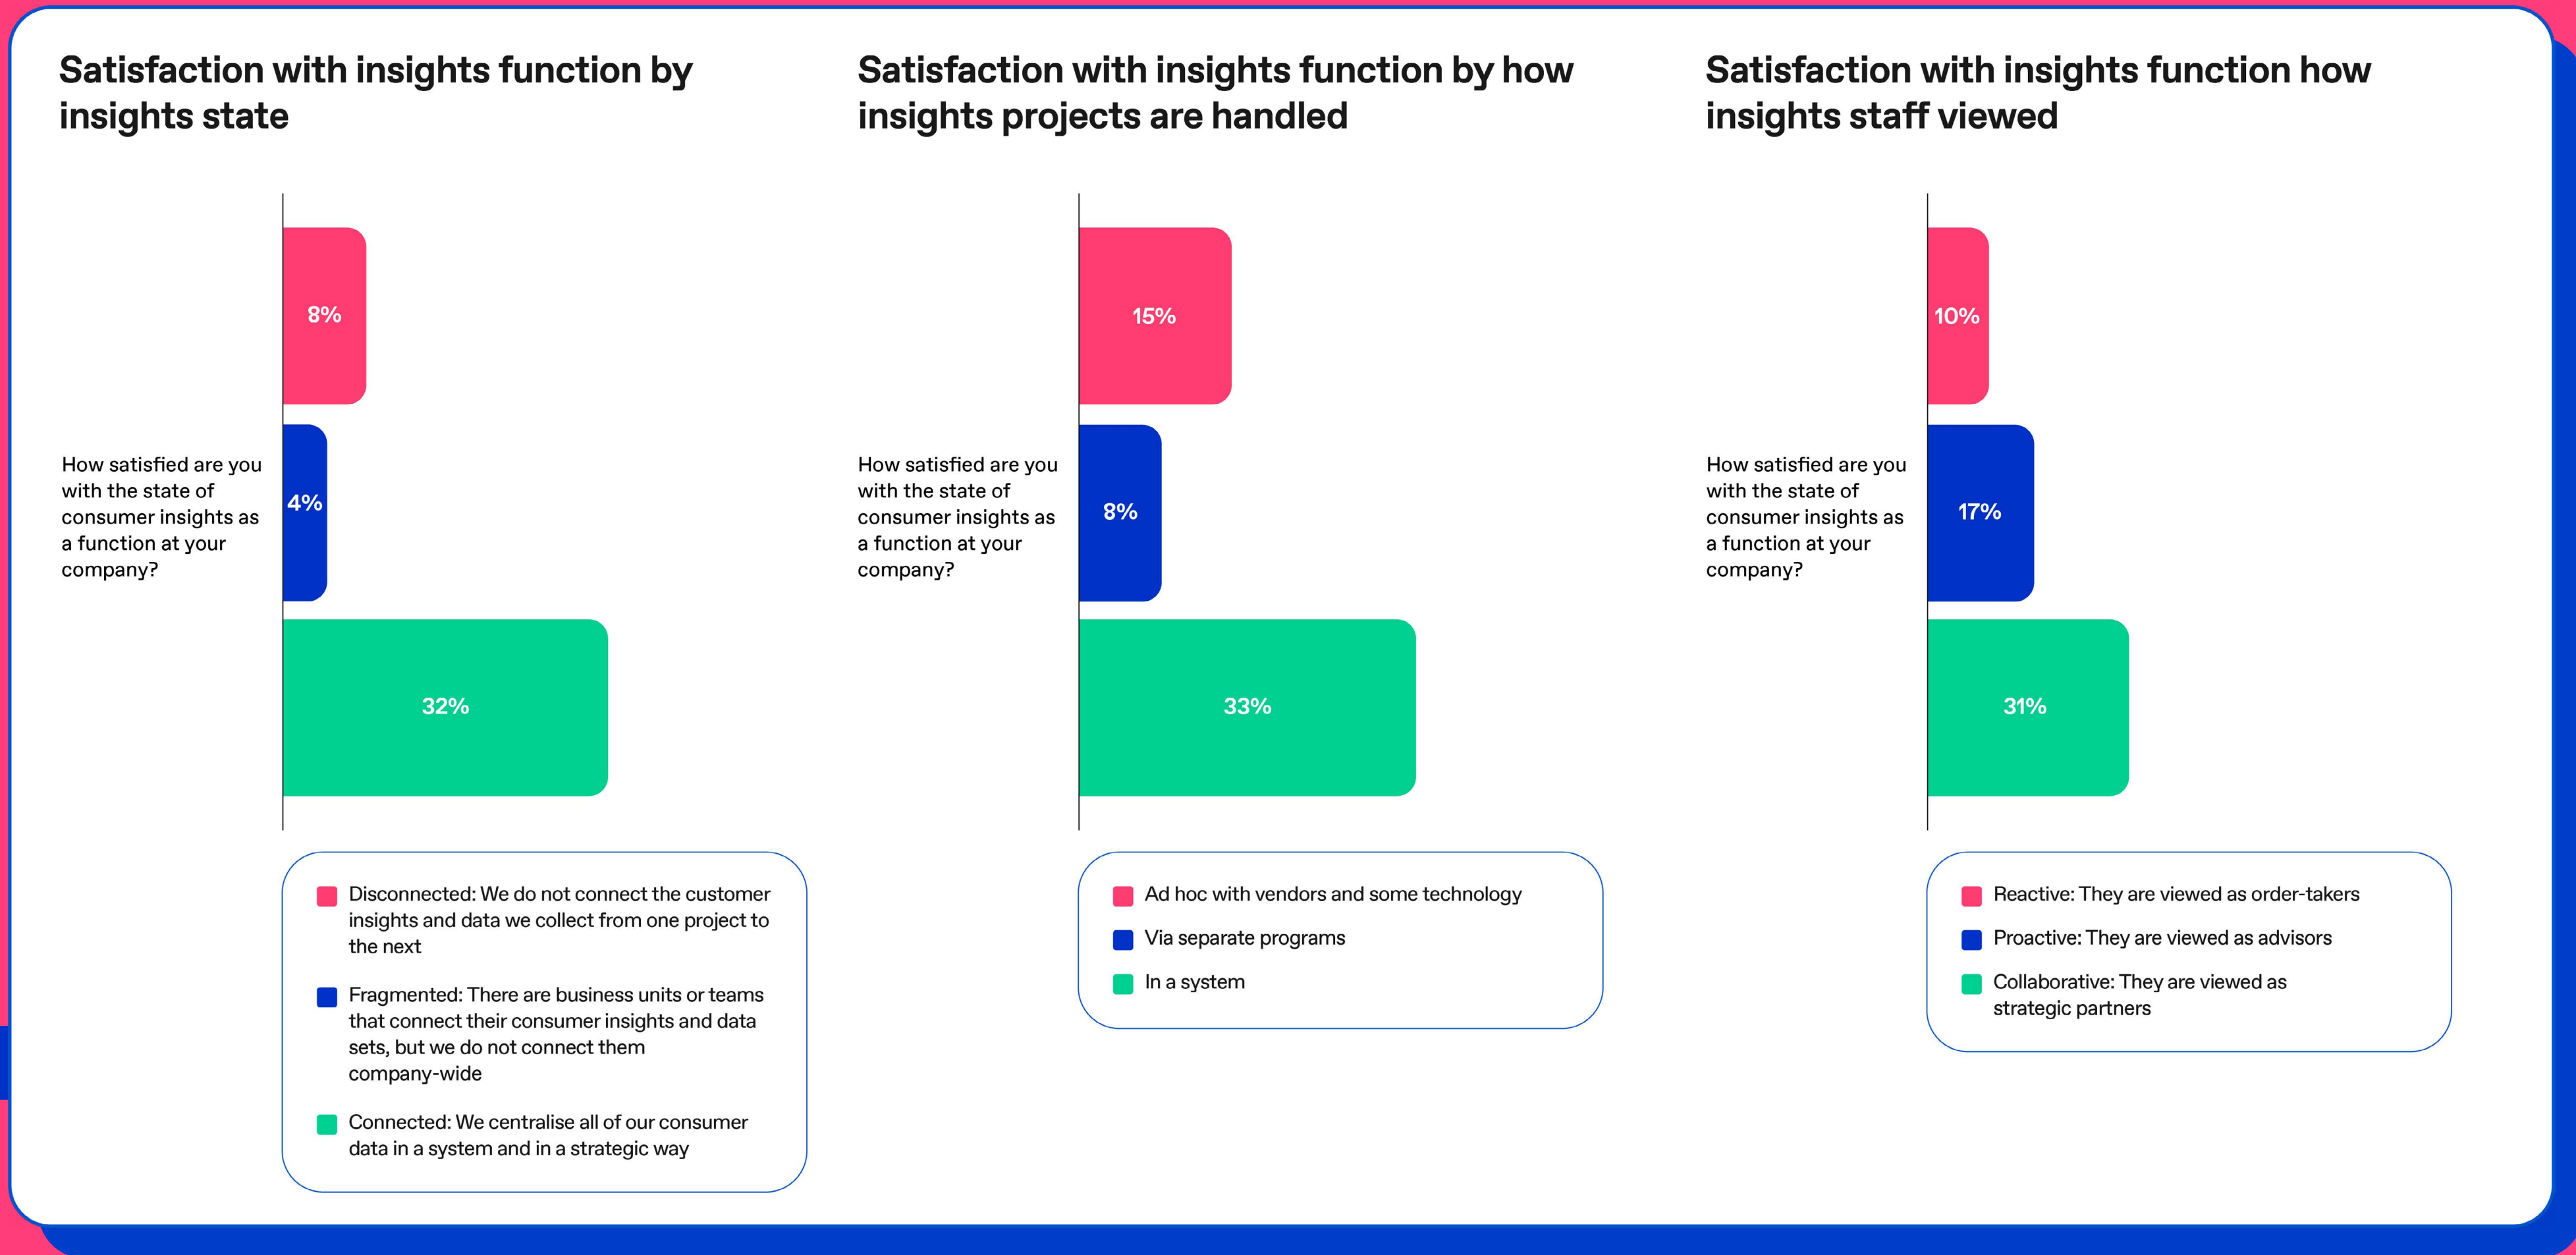 Satisfaction with insights function by
insights state
8%
How satisfied are you
with the state of
consumer insights as
a function at your
company?
4%
32%
Disconnected: We do not connect the customer
insights and data we collect from one project to
the next
Fragmented: There are business units or teams
that connect their consumer insights and data
sets, but we do not connect them
company-wide
Connected: We centralise all of our consumer
data in a system and in a strategic way
Satisfaction with insights function by how
insights projects are handled
15%
How satisfied are you
with the state of
consumer insights as
a function at your
company?
8%
33%
Ad hoc with vendors and some technology
Via separate programs
In a system
Satisfaction with insights function how
insights staff viewed
10%
How satisfied are you
with the state of
consumer insights as
a function at your
company?
17%
31%
Reactive: They are viewed as order-takers
Proactive: They are viewed as advisors
Collaborative: They are viewed as
strategic partners